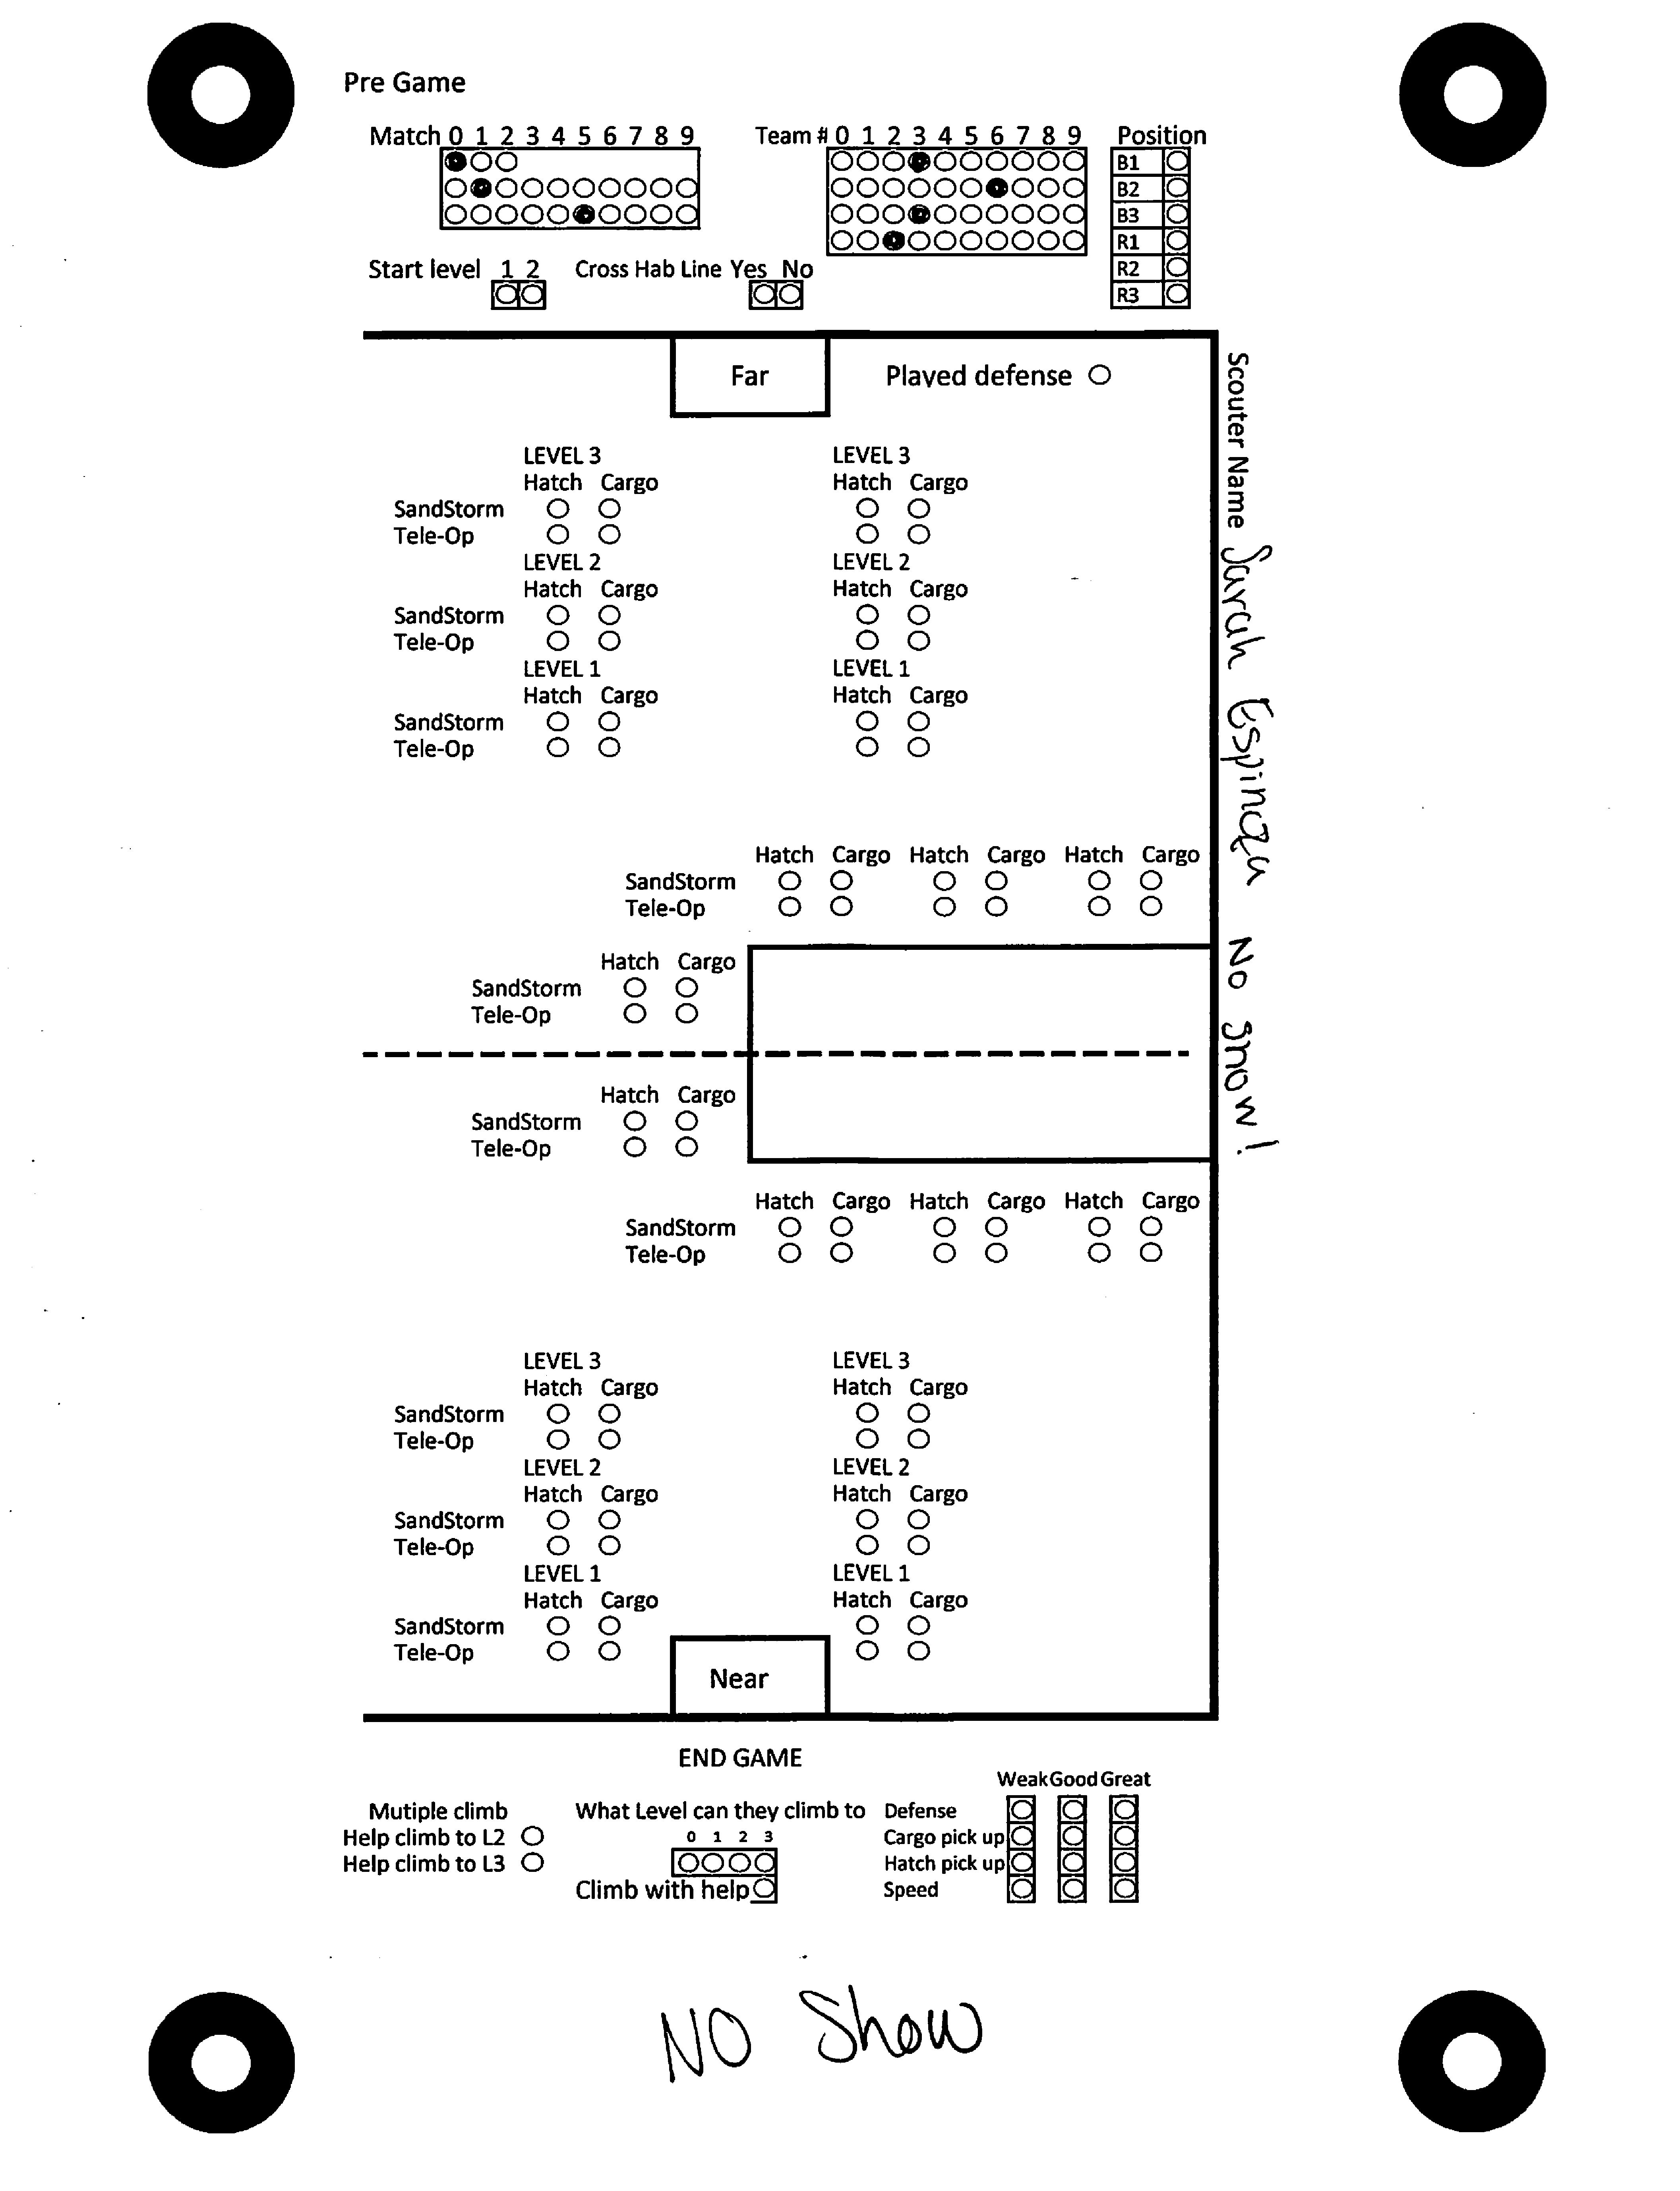 Pre Game
Match 0 1 2 3 4 5 6 7 8 9
Team # 0 1 2 3 4 5 6 7 8 9
Position
B1
B2
B3
R1
R2
R3
Start level 1 2
Cross Hab Line Yes No
Far
Played defense
Scouter Name Sarah Espinoza No Show!
LEVEL 3 LEVEL 3
Hatch Cargo Hatch Cargo
SandStorm
Tele-Op
LEVEL 2 LEVEL 2
Hatch Cargo Hatch Cargo
SandStorm
Tele-Op
LEVEL 1 LEVEL 1
Hatch Cargo Hatch Cargo
SandStorm
Tele-Op
Hatch Cargo Hatch Cargo Hatch Cargo
SandStorm
Tele-Op
Hatch Cargo
SandStorm
Tele-Op
Hatch Cargo
SandStorm
Tele-Op
Hatch Cargo Hatch Cargo Hatch Cargo
SandStorm
Tele-Op
LEVEL 3 LEVEL 3
Hatch Cargo Hatch Cargo
SandStorm
Tele-Op
LEVEL 2 LEVEL 2
Hatch Cargo Hatch Cargo
SandStorm
Tele-Op
LEVEL 1 LEVEL 1
Hatch Cargo Hatch Cargo
SandStorm
Tele-Op
Near
END GAME
Mutiple climb
Help climb to L2
Help climb to L3
What Level can they climb to
0 1 2 3
Climb with help
Weak Good Great
Defense
Cargo pick up
Hatch pick up
Speed
NO Show